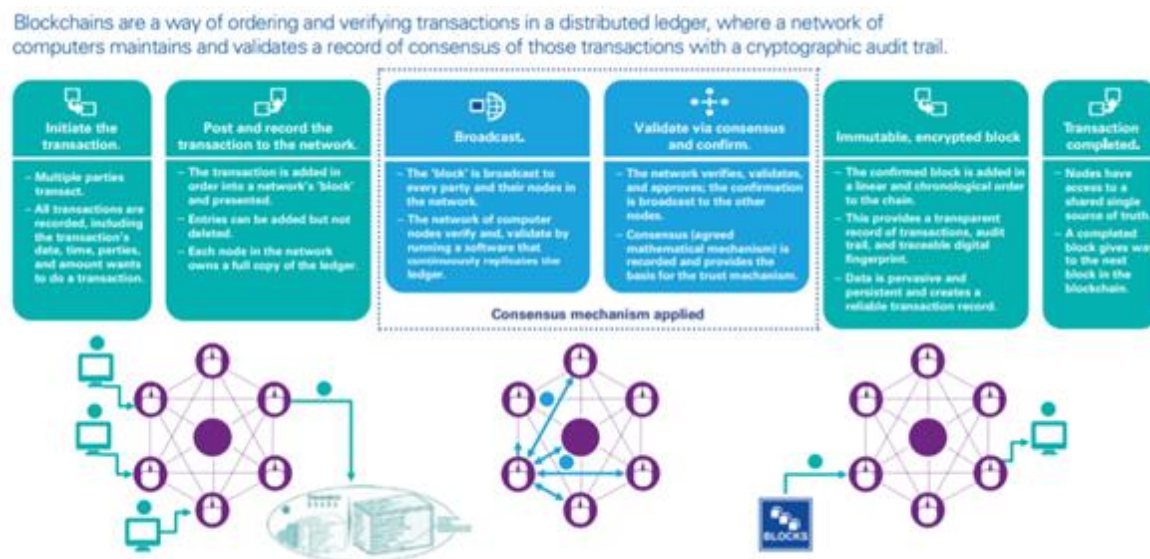 Blockchains are a way of ordering and verifying transactions in a distributed ledger, where a network of
computers maintains and validates a record of consensus of those transactions with a cryptographic audit trail.
Initiate the
transaction.
– Multiple parties
transact.
– All transactions are
recorded, including
the transaction's
date, time, parties,
and amount wants
to do a transaction.
Post and record the
transaction to the network.
– The transaction is added in
order into a network's 'block'
and presented.
– Entries can be added but not
deleted.
– Each node in the network
owns a full copy of the ledger.
Broadcast.
– The 'block' is broadcast to
every party and their nodes in
the network.
– The network of computer
nodes verify and, validate by
running a software that
continuously replicates the
ledger.
Validate via consensus
and confirm.
– The network verifies, validates,
and approves; the confirmation
is broadcast to the other
nodes.
– Consensus (agreed
mathematical mechanism) is
recorded and provides the
basis for the trust mechanism.
Immutable, encrypted block
– The confirmed block is added in
a linear and chronological order
to the chain.
– This provides a transparent
record of transactions, audit
trail, and traceable digital
fingerprint.
– Data is pervasive and
persistent and creates a
reliable transaction record.
Transaction
completed.
– Nodes have
access to a
shared single
source of truth.
– A completed
block gives way
to the next
block in the
blockchain.
Consensus mechanism applied
BLOCKS